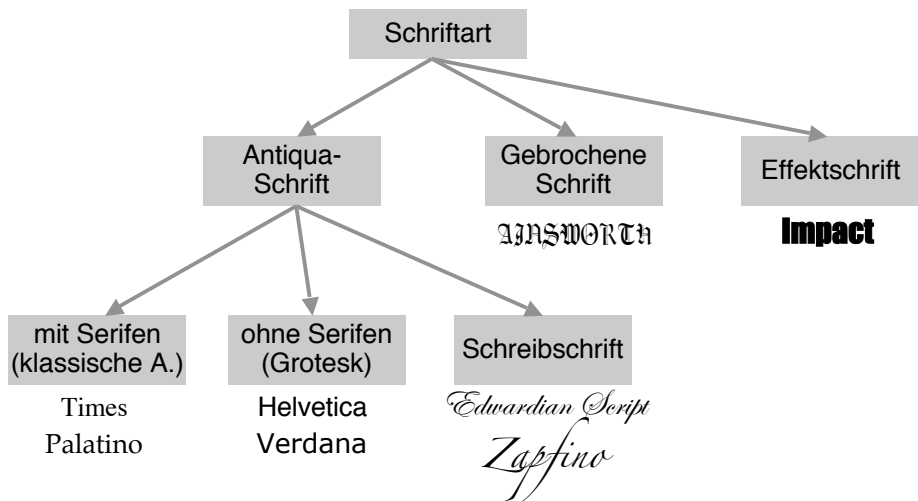 Schriftart
Antiqua-
Schrift
Gebrochene
Schrift
Effektschrift
AINSWORTH
Impact
mit Serifen
(klassische A.)
ohne Serifen
(Grotesk)
Schreibschrift
Times
Palatino
Helvetica
Verdana
Edwardian Script
Zapfino